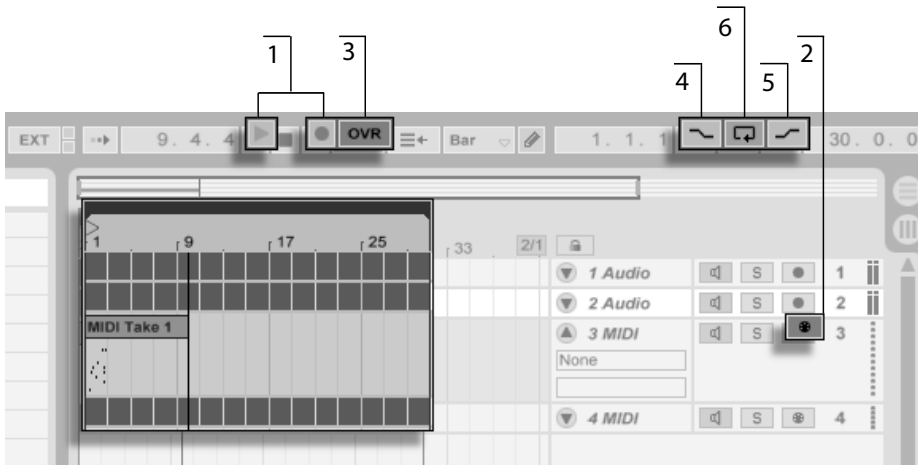 6
1 3 2
4 5
EXT 9. 4. 4 OVR Bar 1. 1. 1 30. 0. 0
1 9 17 25 33 2/1
1 Audio S 1
2 Audio S 2
MIDI Take 1 3 MIDI S 3
None
4 MIDI S 4